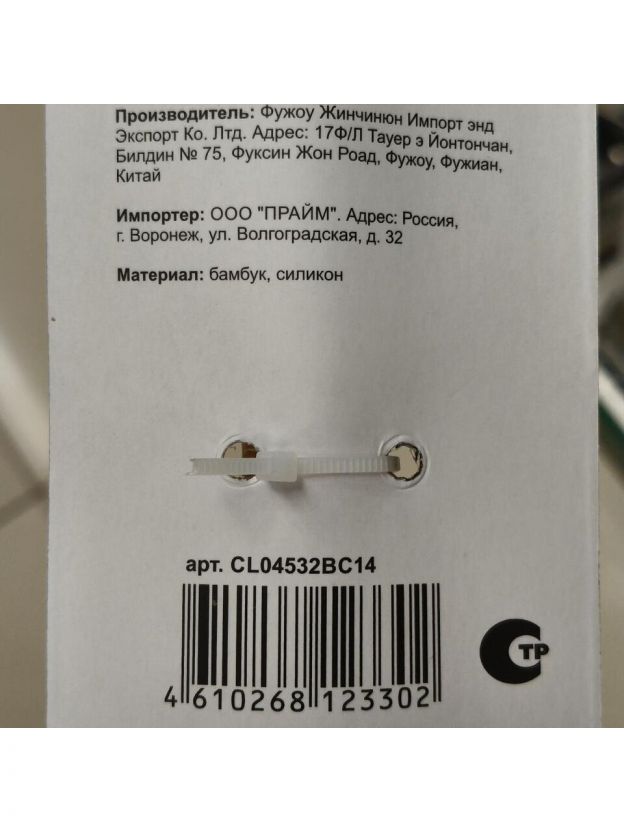 Производитель: Фужоу Жинчинюн Импорт энд
Экспорт Ко. Лтд. Адрес: 17Ф/Л Тауер э Йонтончан,
Билдин № 75, Фуксин Жон Роад, Фужоу, Фужиан,
Китай
Импортер: ООО "ПРАЙМ". Адрес: Россия,
г. Воронеж, ул. Волгоградская, д. 32
Материал: бамбук, силикон
арт. CL04532BC14
4 610268 123302
СТР